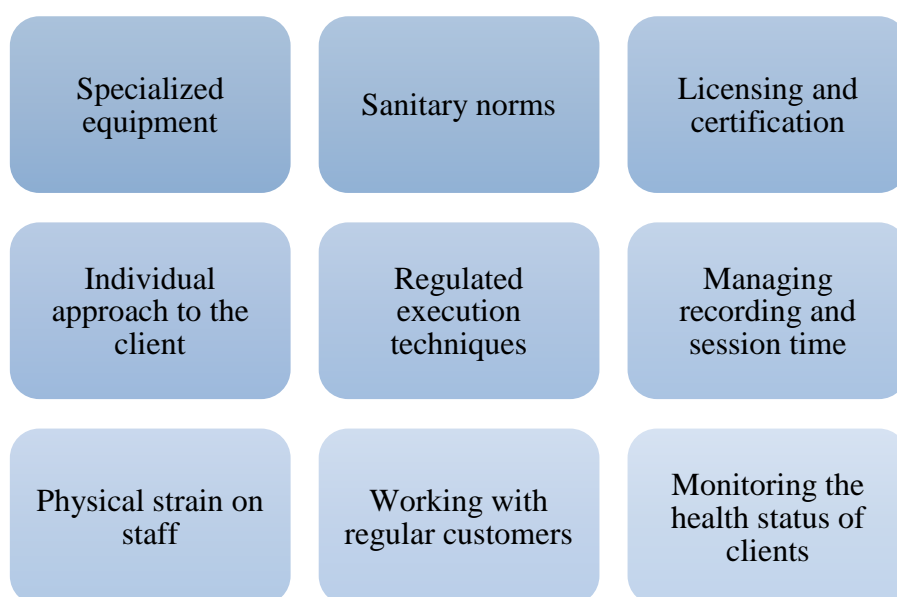 Specialized
equipment
Sanitary norms
Licensing and
certification
Individual
approach to the
client
Regulated
execution
techniques
Managing
recording and
session time
Physical strain on
staff
Working with
regular customers
Monitoring the
health status of
clients